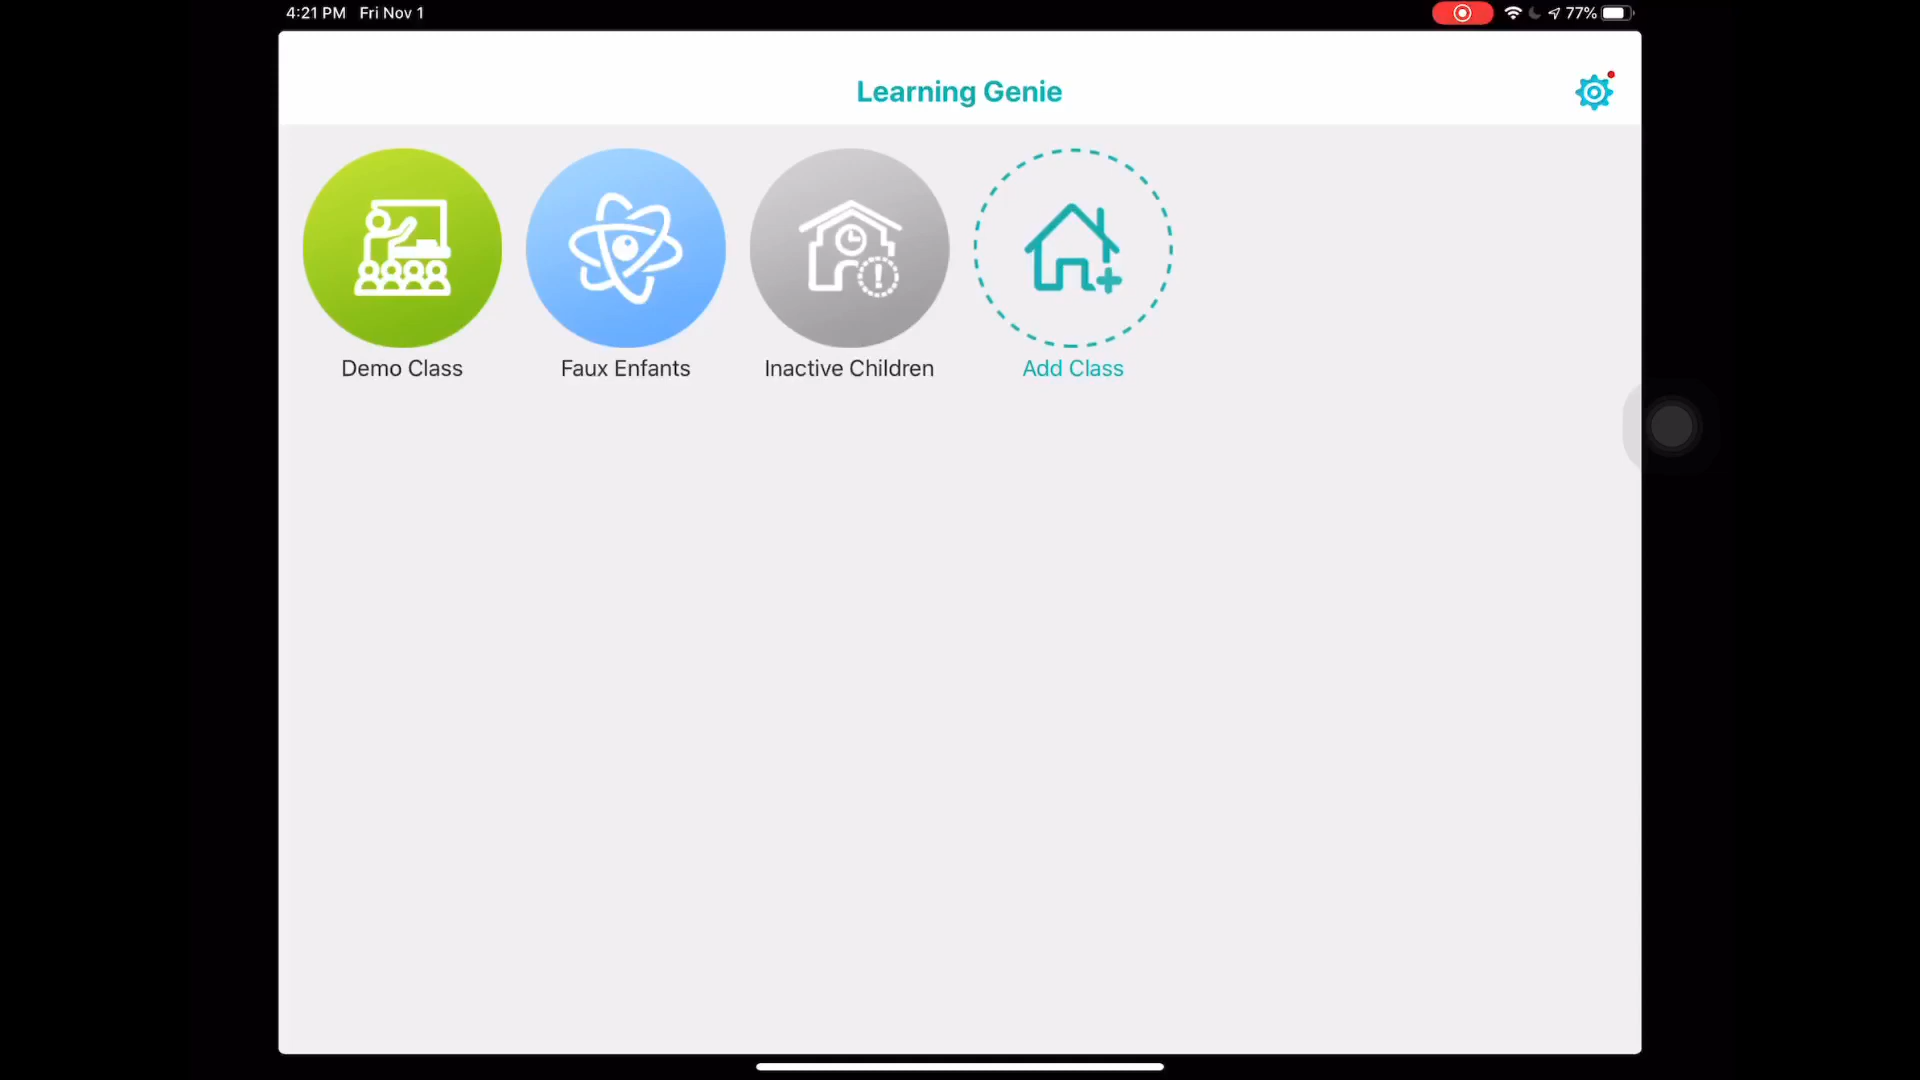 4:21 PM Fri Nov 1
77%
Learning Genie
Demo Class
Faux Enfants
Inactive Children
Add Class